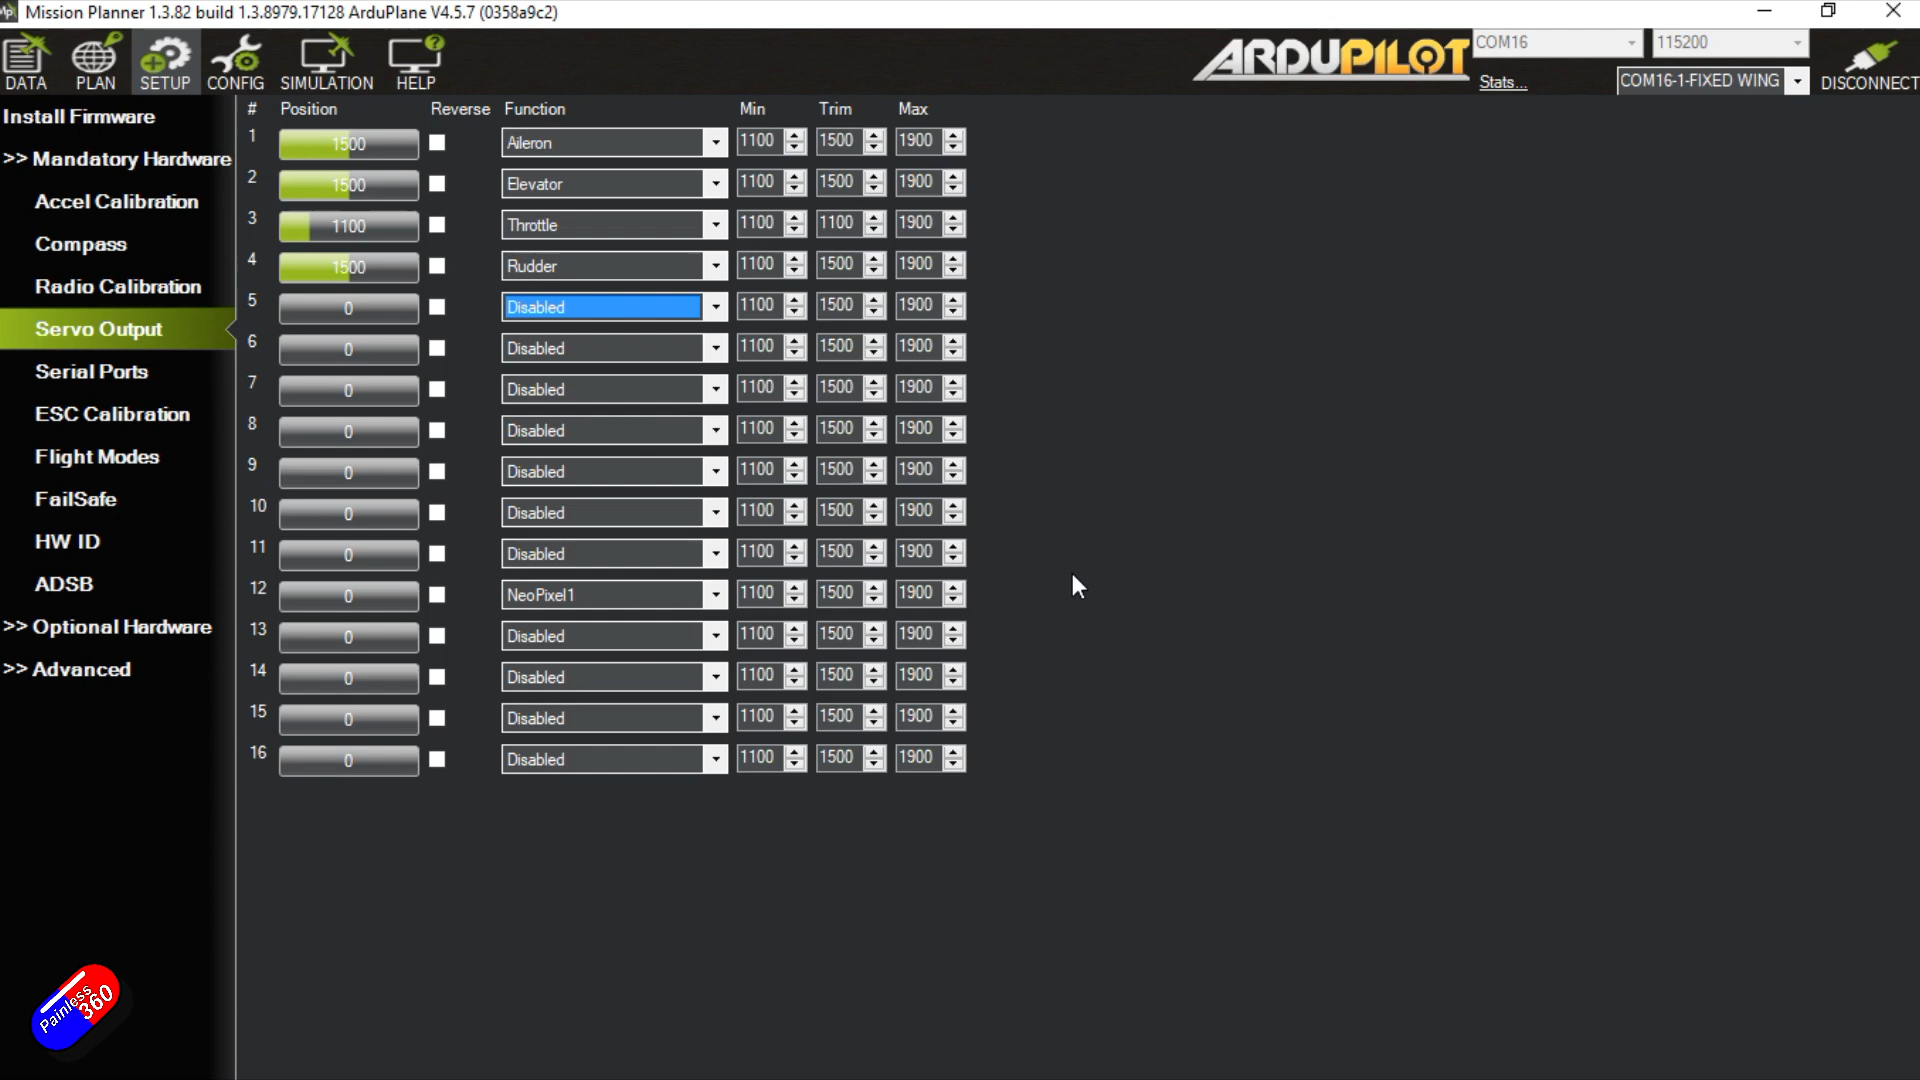 Mission Planner 1.3.82 build 1.3.8979.17128 ArduPlane V4.5.7 (0358a9c2)
DATA PLAN SETUP CONFIG SIMULATION HELP
ARDUPILOT
COM16 115200
Stats... COM16-1-FIXED WING DISCONNECT
Install Firmware
>> Mandatory Hardware
Accel Calibration
Compass
Radio Calibration
Servo Output
Serial Ports
ESC Calibration
Flight Modes
FailSafe
HW ID
ADSB
>> Optional Hardware
>> Advanced
# Position Reverse Function Min Trim Max
1 1500 Aileron 1100 1500 1900
2 1500 Elevator 1100 1500 1900
3 1100 Throttle 1100 1100 1900
4 1500 Rudder 1100 1500 1900
5 0 Disabled 1100 1500 1900
6 0 Disabled 1100 1500 1900
7 0 Disabled 1100 1500 1900
8 0 Disabled 1100 1500 1900
9 0 Disabled 1100 1500 1900
10 0 Disabled 1100 1500 1900
11 0 Disabled 1100 1500 1900
12 0 NeoPixel1 1100 1500 1900
13 0 Disabled 1100 1500 1900
14 0 Disabled 1100 1500 1900
15 0 Disabled 1100 1500 1900
16 0 Disabled 1100 1500 1900
Painless
360